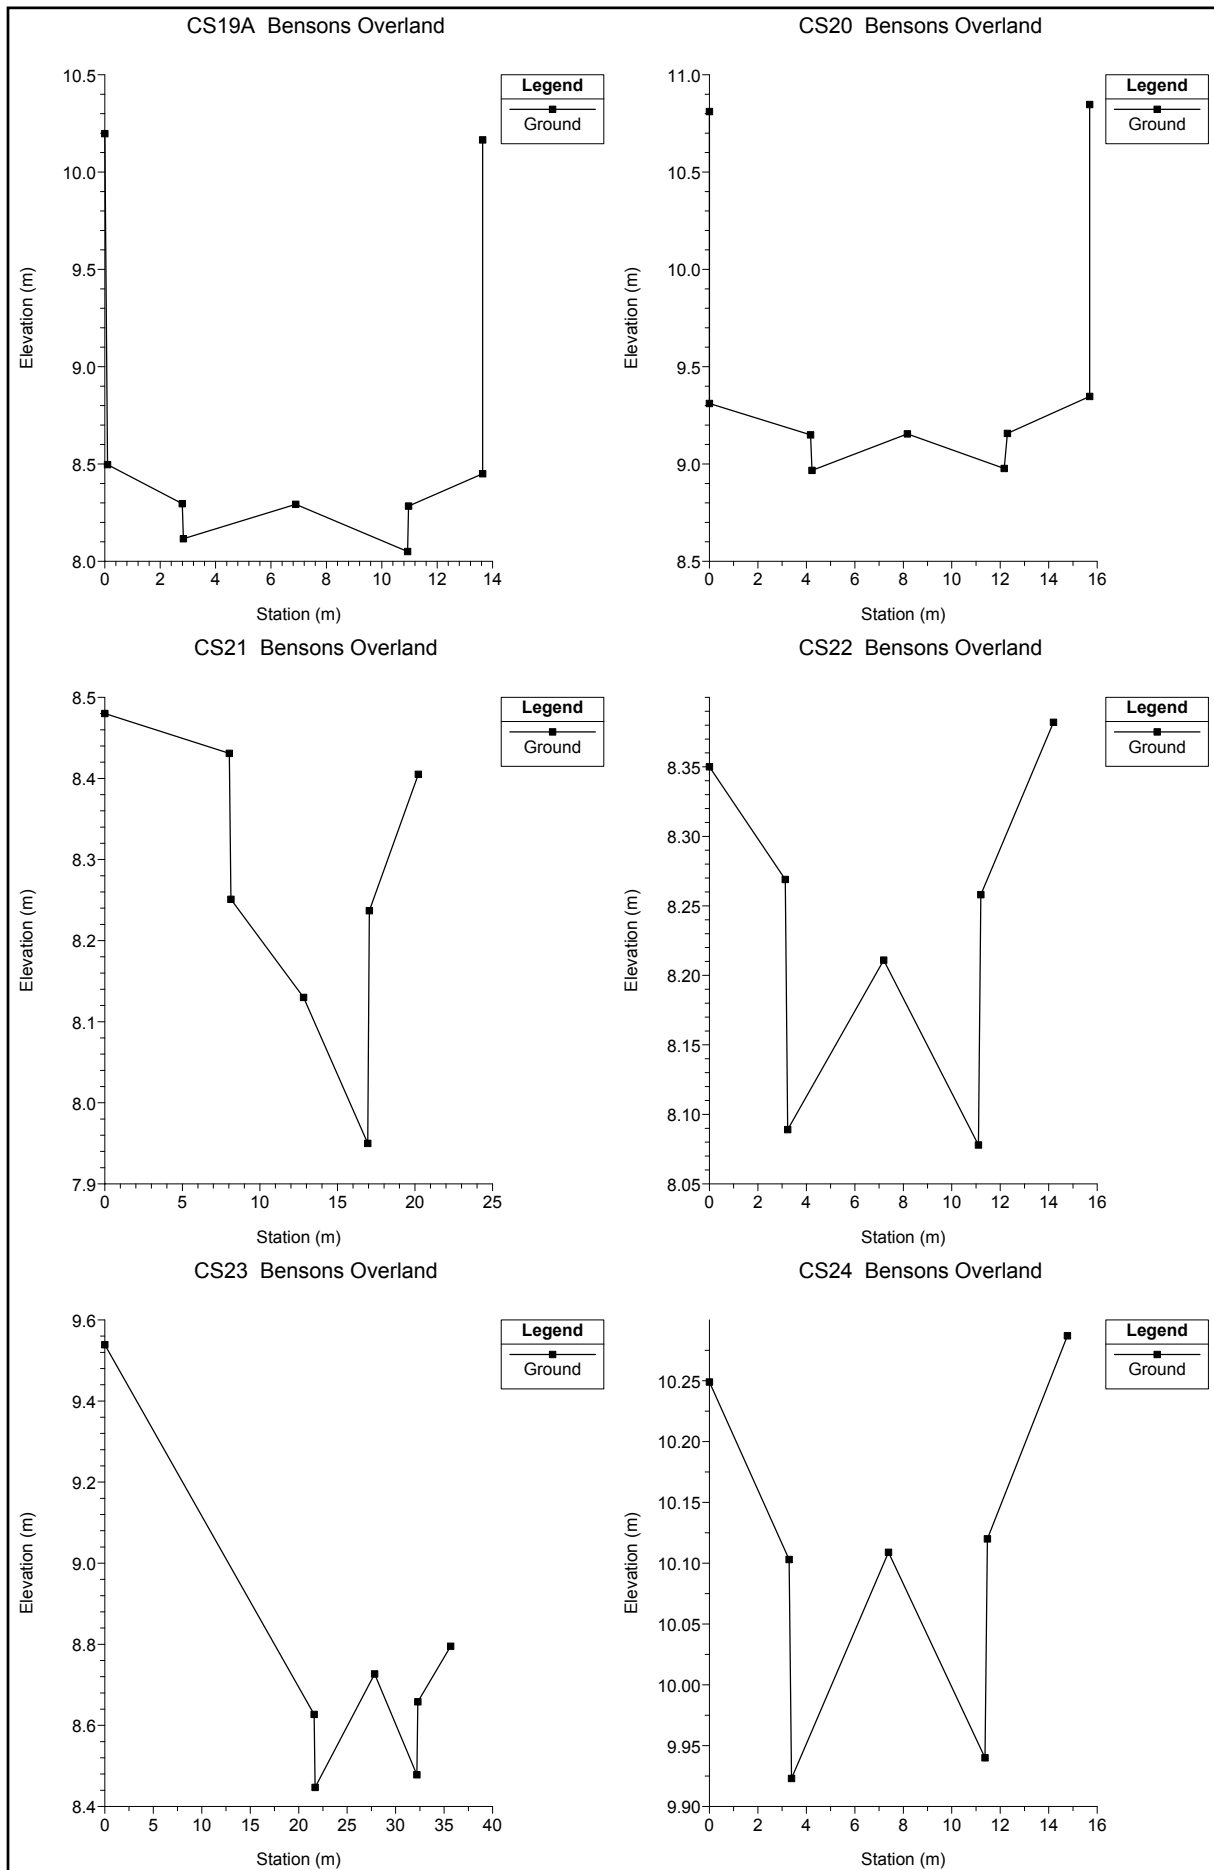 CS19A Bensons Overland
10.5
10.0
9.5
9.0
8.5
8.0
Elevation (m)
0 2 4 6 8 10 12 14
Station (m)
Legend
Ground
CS20 Bensons Overland
11.0
10.5
10.0
9.5
9.0
8.5
Elevation (m)
0 2 4 6 8 10 12 14 16
Station (m)
Legend
Ground
CS21 Bensons Overland
8.5
8.4
8.3
8.2
8.1
8.0
7.9
Elevation (m)
0 5 10 15 20 25
Station (m)
Legend
Ground
CS22 Bensons Overland
8.35
8.30
8.25
8.20
8.15
8.10
8.05
Elevation (m)
0 2 4 6 8 10 12 14 16
Station (m)
Legend
Ground
CS23 Bensons Overland
9.6
9.4
9.2
9.0
8.8
8.6
8.4
Elevation (m)
0 5 10 15 20 25 30 35 40
Station (m)
Legend
Ground
CS24 Bensons Overland
10.25
10.20
10.15
10.10
10.05
10.00
9.95
9.90
Elevation (m)
0 2 4 6 8 10 12 14 16
Station (m)
Legend
Ground